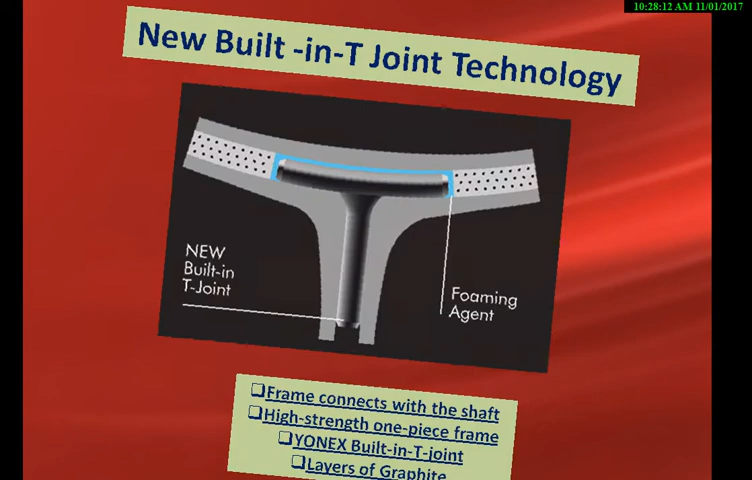 10:28:12 AM 11/01/2017
New Built -in-T Joint Technology
NEW
Built-in
T-Joint
Foaming
Agent
❑Frame connects with the shaft
❑High-strength one-piece frame
❑YONEX Built-in-T-joint
❑Layers of Graphite